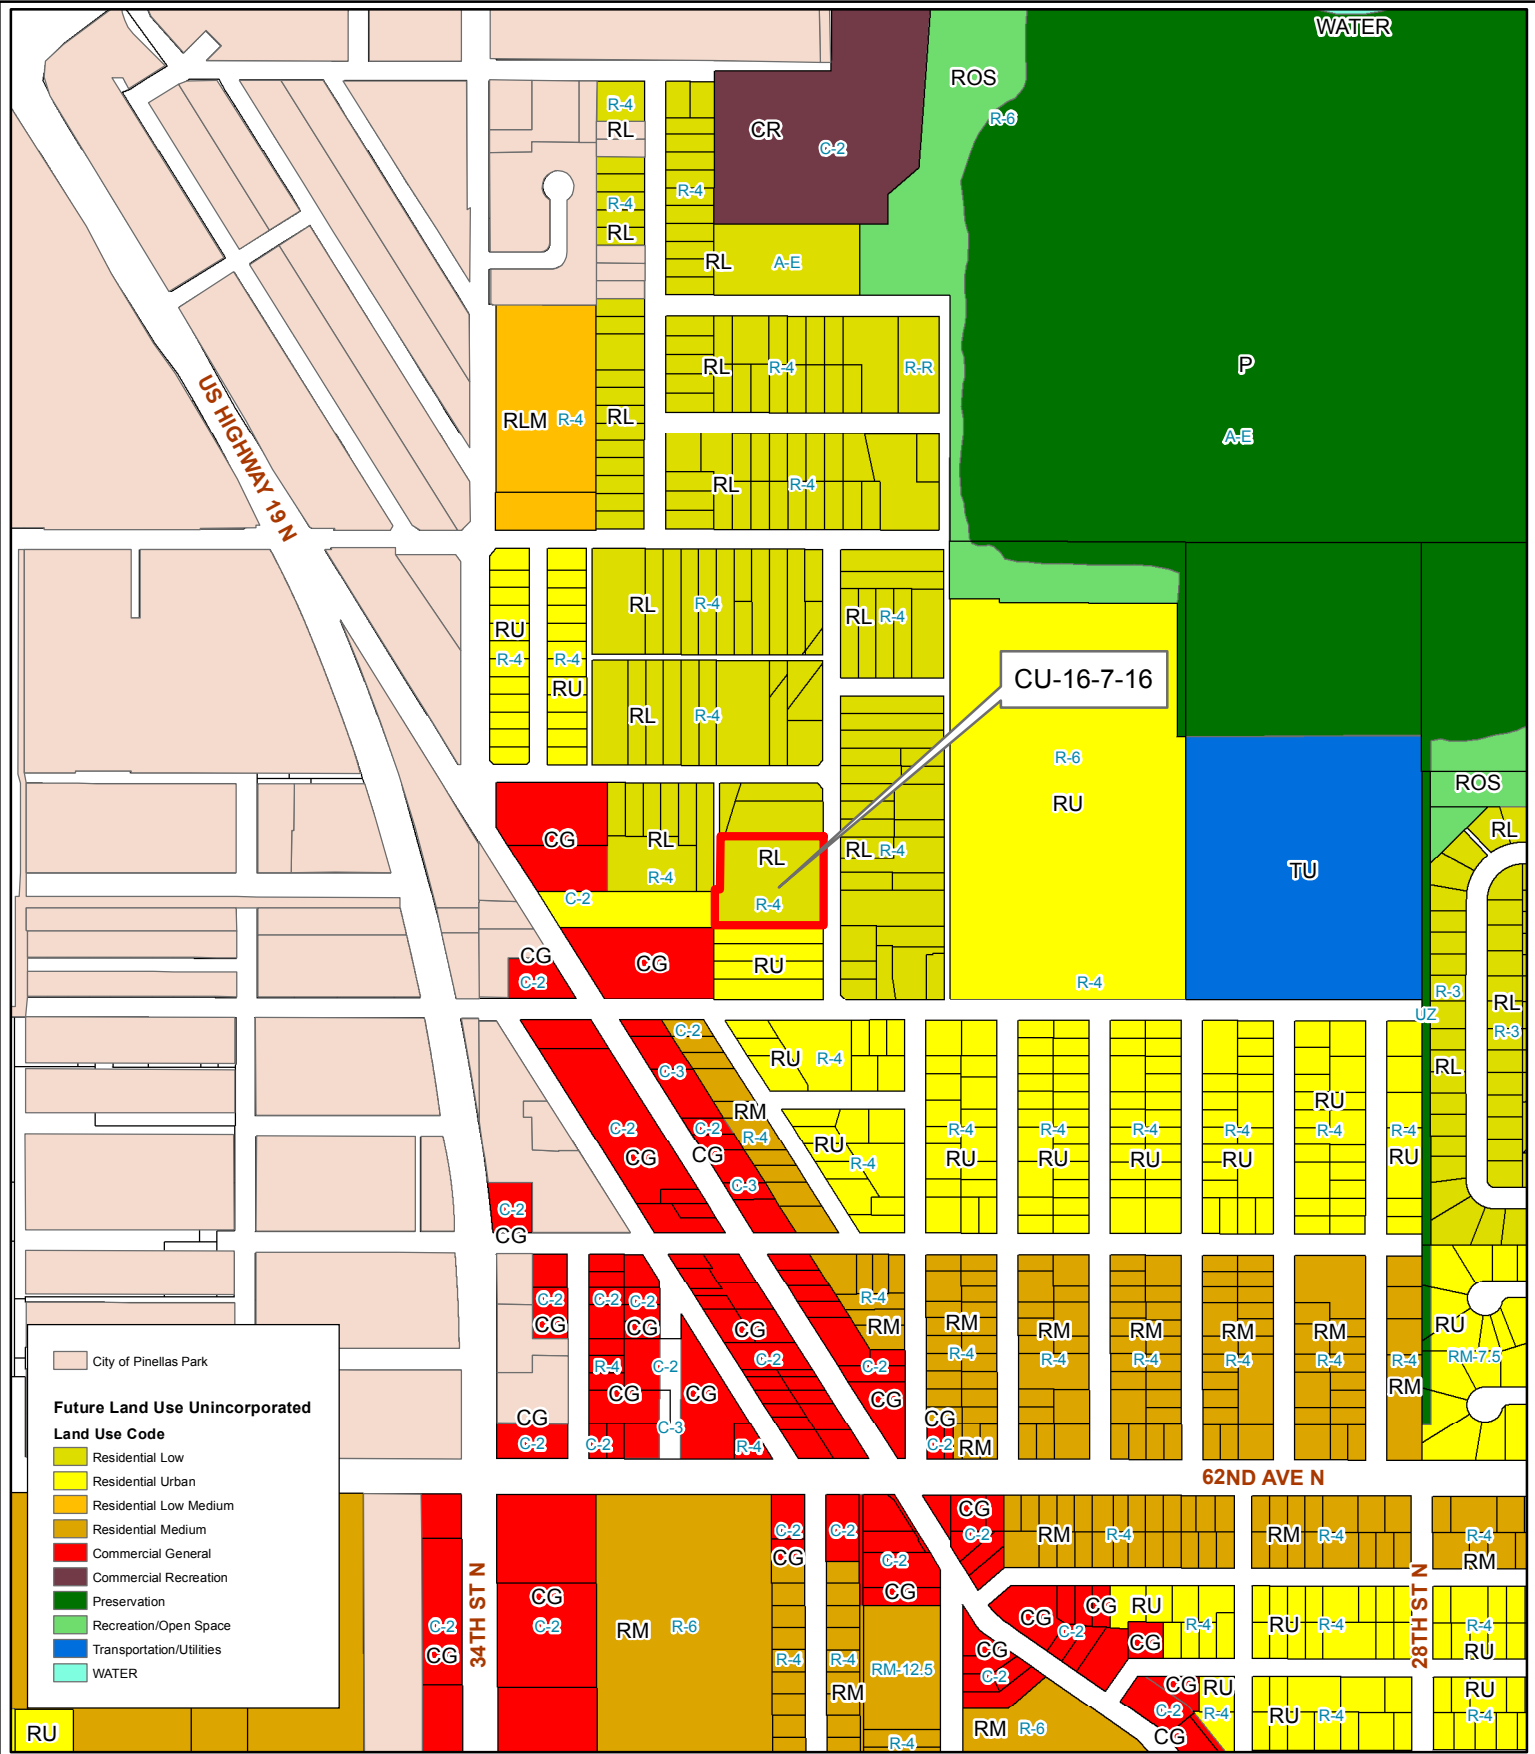 WATER
ROS
R-6
R-4
RL
CR
C-2
R-4
R-4
RL
RL
A-E
P
A-E
RL
R-4
R-R
US HIGHWAY 19 N
RLM
R-4
RL
RL
R-4
RL
R-4
RL
R-4
RU
R-4
R-4
RU
CU-16-7-16
RL
R-4
R-6
RU
ROS
CG
RL
R-4
RL
R-4
RL
R-4
RL
TU
C-2
CG
C-2
CG
RU
R-4
R-3
RL
R-3
UZ
C-2
RU
R-4
C-3
RL
RM
R-4
C-2
CG
C-2
CG
RU
R-4
C-3
R-4
RU
R-4
RU
R-4
RU
R-4
RU
RU
R-4
R-4
RU
C-2
CG
C-2
CG
C-2
C-2
CG
CG
C-2
R-4
RM
RM
R-4
RM
R-4
RM
R-4
RM
R-4
RM
R-4
R-4
RM
RU
RM-7.5
R-4
CG
C-2
CG
C-3
C-2
CG
CG
C-2
C-2
R-4
CG
C-2
RM
62ND AVE N
City of Pinellas Park
Future Land Use Unincorporated
Land Use Code
Residential Low
Residential Urban
Residential Low Medium
Residential Medium
Commercial General
Commercial Recreation
Preservation
Recreation/Open Space
Transportation/Utilities
WATER
RU
C-2
CG
34TH ST N
CG
C-2
RM
R-6
C-2
CG
C-2
C-2
CG
CG
C-2
RM
R-4
RM
R-4
R-4
RM
28TH ST N
CG
C-2
CG
RU
R-4
CG
RU
R-4
R-4
RU
CG
C-2
R-4
R-4
RM
RM-12.5
R-4
RM
R-6
CG
C-2
CG
RU
R-4
RU
R-4
RU
R-4